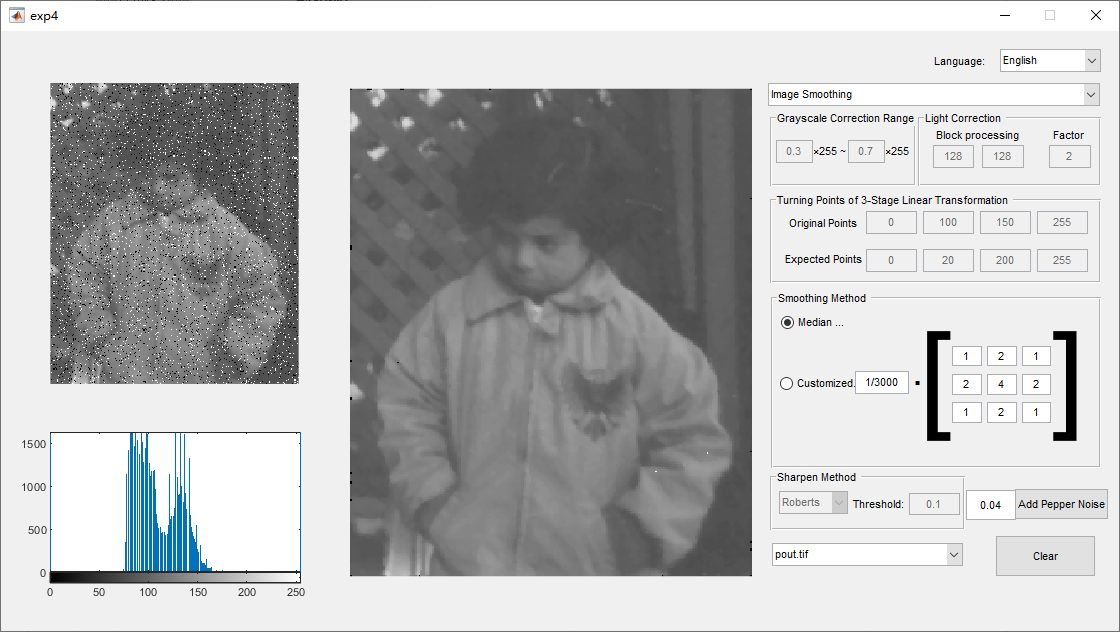 exp4
Language: English
Image Smoothing
Grayscale Correction Range
0.3 ×255 ~ 0.7 ×255
Light Correction
Block processing Factor
128 128 2
Turning Points of 3-Stage Linear Transformation
Original Points 0 100 150 255
Expected Points 0 20 200 255
Smoothing Method
Median ...
Customized. 1/3000
1 2 1
2 4 2
1 2 1
Sharpen Method
Roberts Threshold: 0.1
0.04 Add Pepper Noise
pout.tif
Clear
1500
1000
500
0
0 50 100 150 200 250